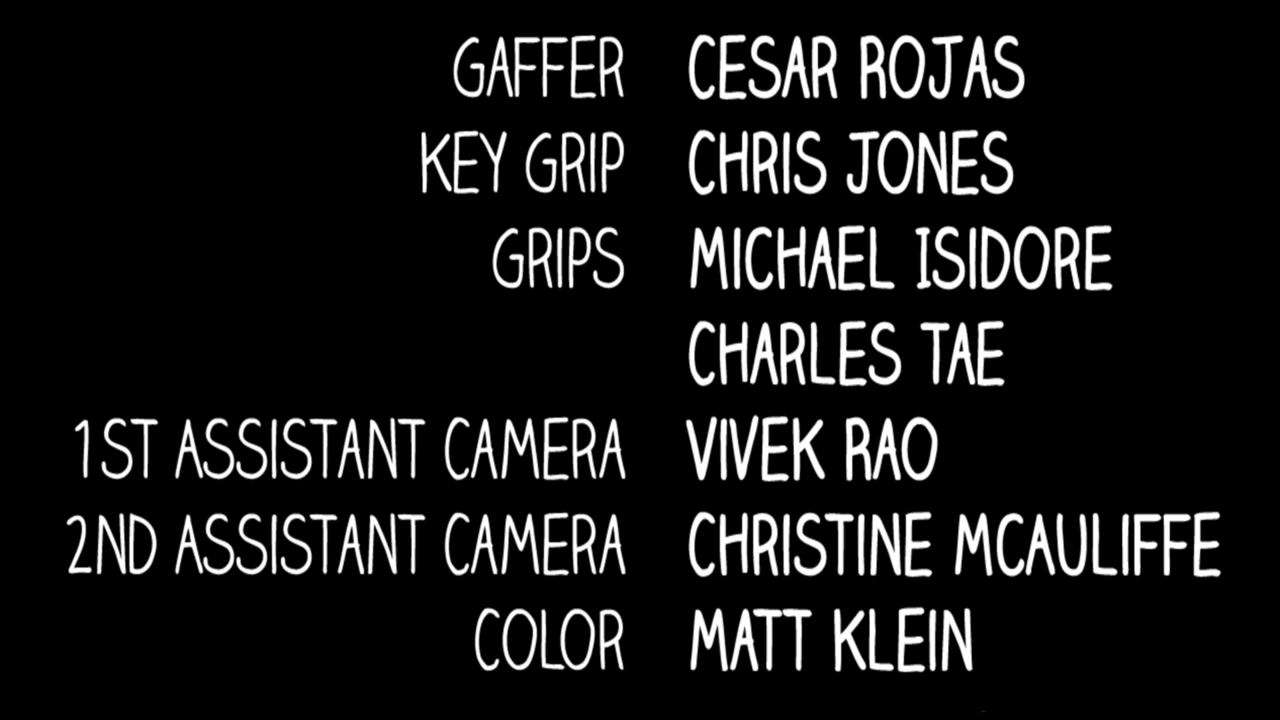 GAFFER CESAR ROJAS
KEY GRIP CHRIS JONES
GRIPS MICHAEL ISIDORE
CHARLES TAE
1ST ASSISTANT CAMERA VIVEK RAO
2ND ASSISTANT CAMERA CHRISTINE MCAULIFFE
COLOR MATT KLEIN